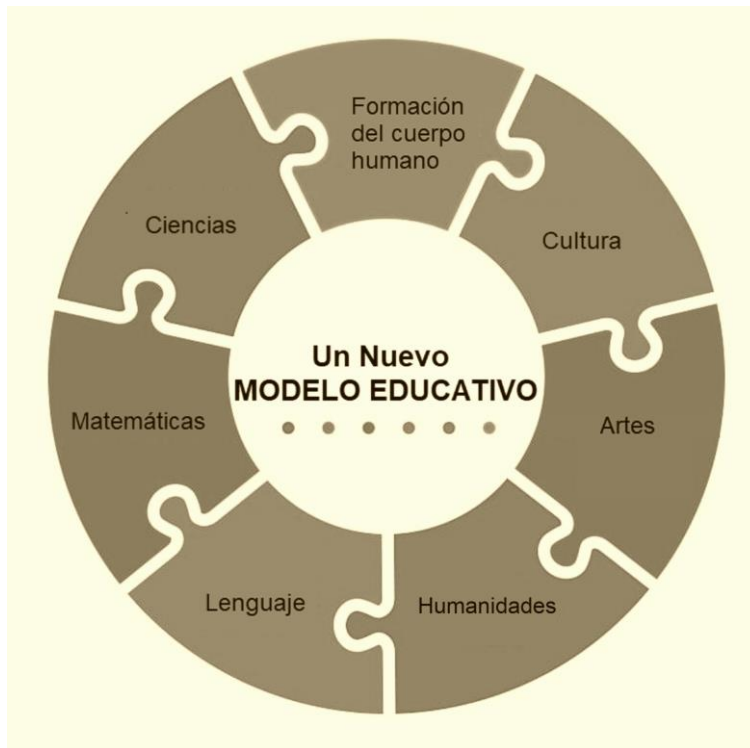 Formación
del cuerpo
humano
Cultura
Artes
Humanidades
Lenguaje
Matemáticas
Ciencias
Un Nuevo
MODELO EDUCATIVO